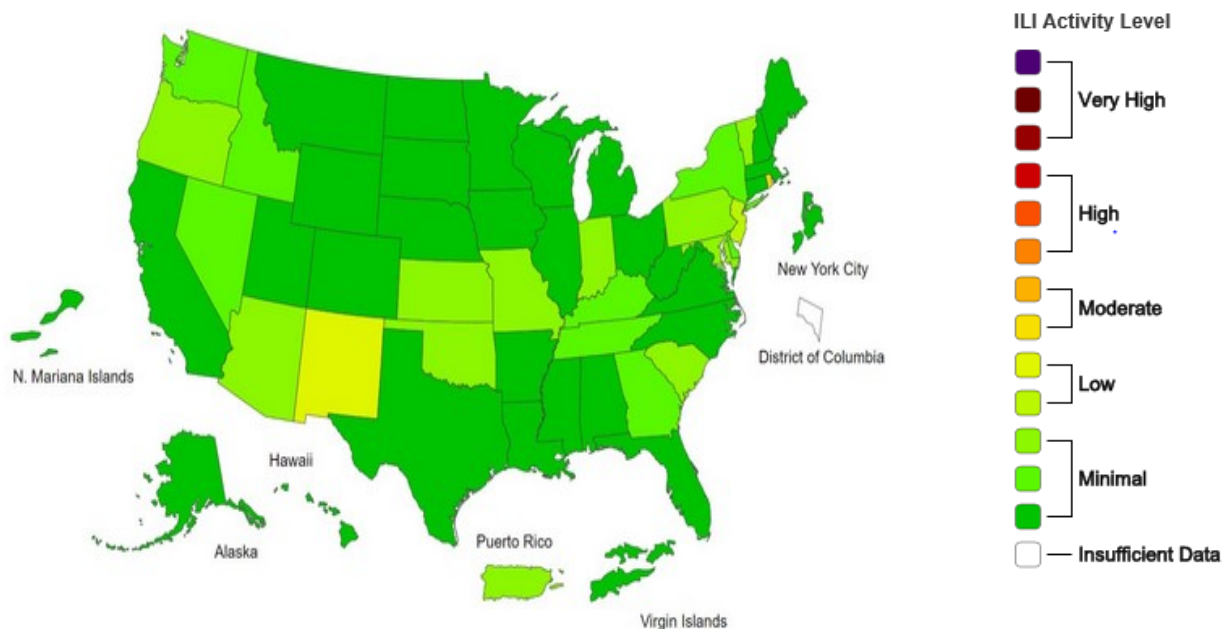 ILI Activity Level
Very High
High
Moderate
Low
Minimal
Insufficient Data
New York City
District of Columbia
N. Mariana Islands
Hawaii
Alaska
Puerto Rico
Virgin Islands